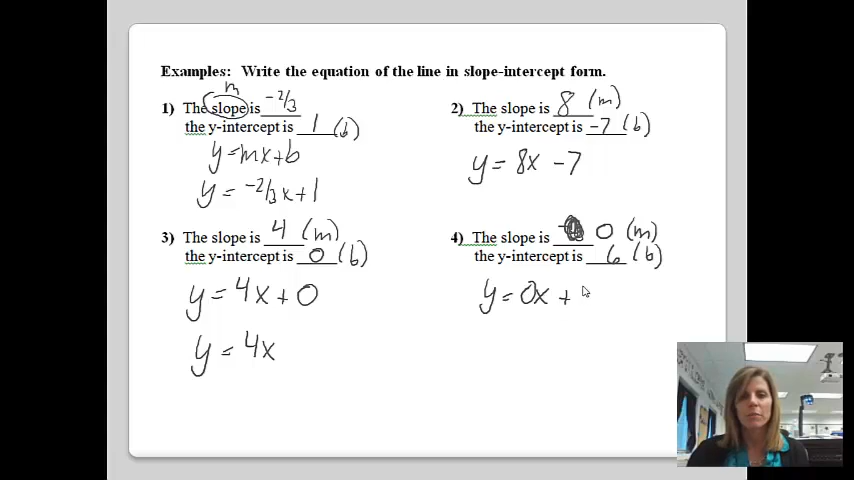 Examples: Write the equation of the line in slope-intercept form.
m
1) The slope is -2/3
the y-intercept is 1 (b)
y=mx+b
y = -2/3x+1
2) The slope is 8 (m)
the y-intercept is -7 (b)
y = 8x -7
3) The slope is 4 (m)
the y-intercept is 0 (b)
y = 4x + 0
y = 4x
4) The slope is 0 (m)
the y-intercept is 6 (b)
y = 0x +